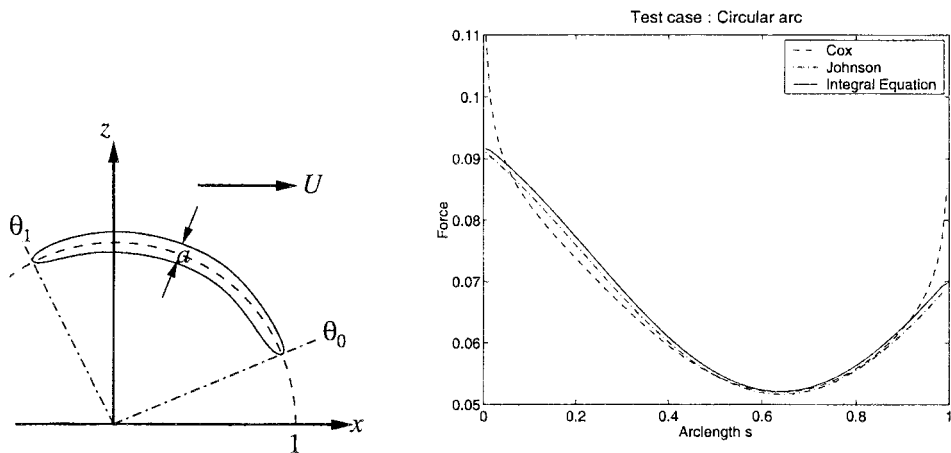 z
U
θ₁
a
θ₀
x
1
Test case : Circular arc
Cox
Johnson
Integral Equation
Force
0.11
0.1
0.09
0.08
0.07
0.06
0.05
0
0.2
0.4
0.6
0.8
1
Arclength s